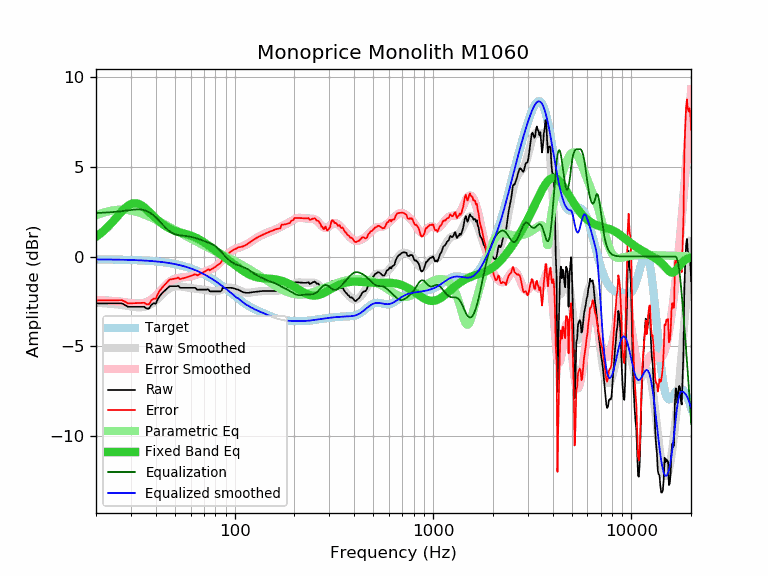 Monoprice Monolith M1060
10
5
0
−5
−10
Amplitude (dBr)
Target
Raw Smoothed
Error Smoothed
Raw
Error
Parametric Eq
Fixed Band Eq
Equalization
Equalized smoothed
100
1000
10000
Frequency (Hz)